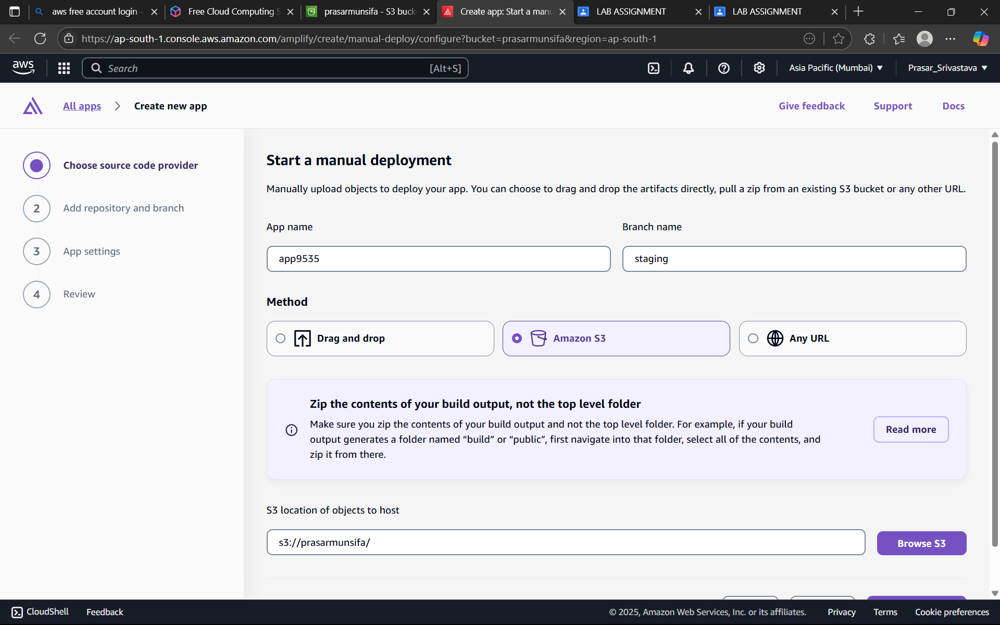 aws free account login -
Free Cloud Computing S
prasarmunsifa - S3 buck
Create app: Start a manu
LAB ASSIGNMENT
LAB ASSIGNMENT
https://ap-south-1.console.aws.amazon.com/amplify/create/manual-deploy/configure?bucket=prasarmunsifa&region=ap-south-1
aws
Search
[Alt+S]
Asia Pacific (Mumbai)
Prasar_Srivastava
All apps
Create new app
Give feedback
Support
Docs
Choose source code provider
2
Add repository and branch
3
App settings
4
Review
Start a manual deployment
Manually upload objects to deploy your app. You can choose to drag and drop the artifacts directly, pull a zip from an existing S3 bucket or any other URL.
App name
Branch name
app9535
staging
Method
Drag and drop
Amazon S3
Any URL
Zip the contents of your build output, not the top level folder
Make sure you zip the contents of your build output and not the top level folder. For example, if your build
output generates a folder named “build” or “public”, first navigate into that folder, select all of the contents, and
zip it from there.
Read more
S3 location of objects to host
s3://prasarmunsifa/
Browse S3
CloudShell
Feedback
© 2025, Amazon Web Services, Inc. or its affiliates.
Privacy
Terms
Cookie preferences